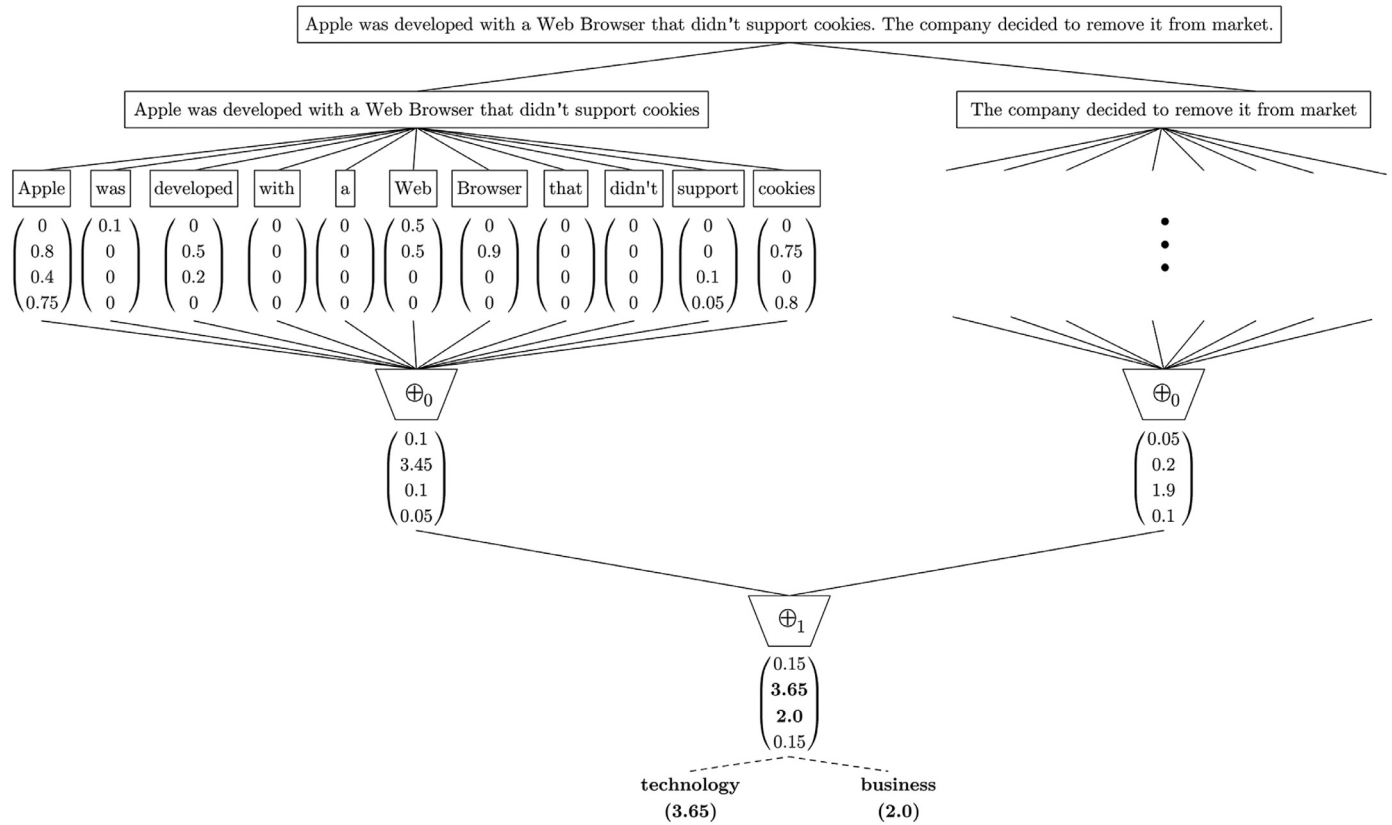 Apple was developed with a Web Browser that didn't support cookies. The company decided to remove it from market.
Apple was developed with a Web Browser that didn't support cookies
The company decided to remove it from market
Apple was developed with a Web Browser that didn't support cookies
0 0.1 0 0 0 0.5 0 0 0 0 0
0.8 0 0.5 0 0 0.5 0.9 0 0 0 0.75
0.4 0 0.2 0 0 0 0 0 0 0.1 0
0.75 0 0 0 0 0 0 0 0 0.05 0.8
⊕₀ ⊕₀
0.1 0.05
3.45 0.2
0.1 1.9
0.05 0.1
⊕₁
0.15
3.65
2.0
0.15
technology business
(3.65) (2.0)